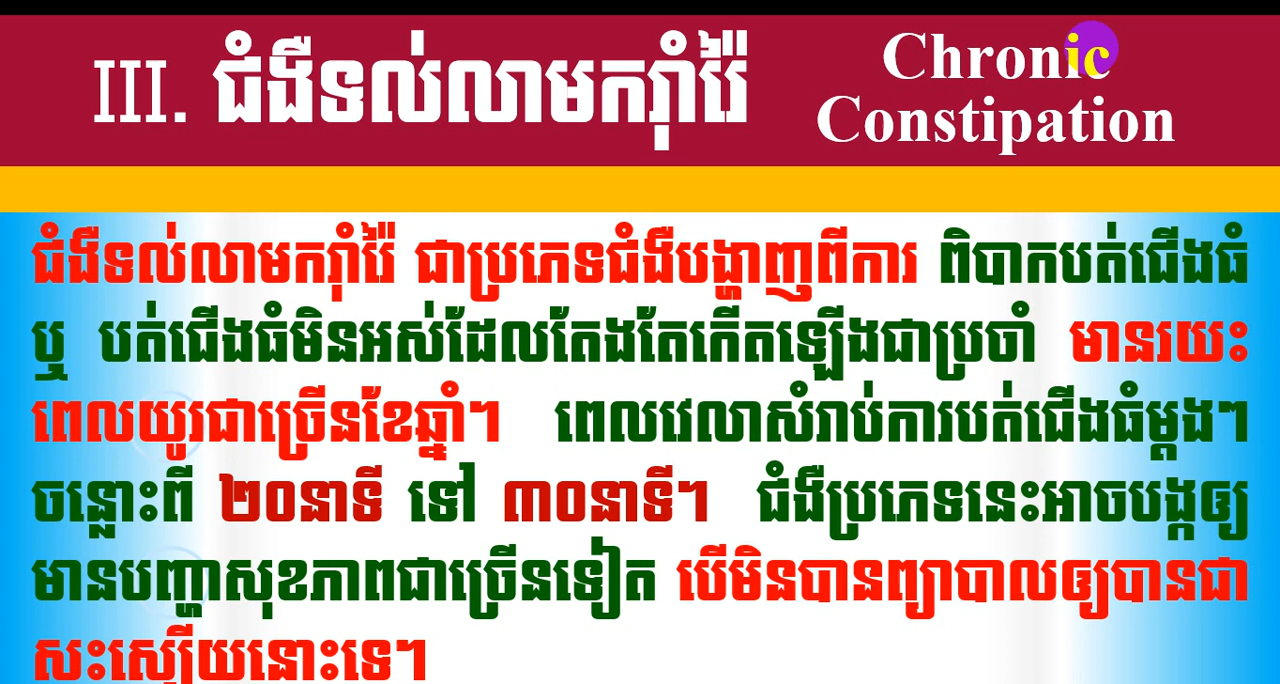 III. ជំងឺទល់លាមករ៉ាំរ៉ៃ
Chronic
Constipation
ជំងឺទល់លាមករ៉ាំរ៉ៃ ជាប្រភេទជំងឺបង្ហាញពីការ ពិបាកបត់ជើងធំ
ឬ បត់ជើងធំមិនអស់ដែលតែងតែកើតឡើងជាប្រចាំ មានរយៈ
ពេលយូរជាច្រើនខែឆ្នាំ។ ពេលវេលាសំរាប់ការបត់ជើងធំម្តងៗ
ចន្លោះពី ២០នាទី ទៅ ៣០នាទី។ ជំងឺប្រភេទនេះអាចបង្កឲ្យ
មានបញ្ហាសុខភាពជាច្រើនទៀត បើមិនបានព្យាបាលឲ្យបានជា
សះស្បើយនោះទេ។